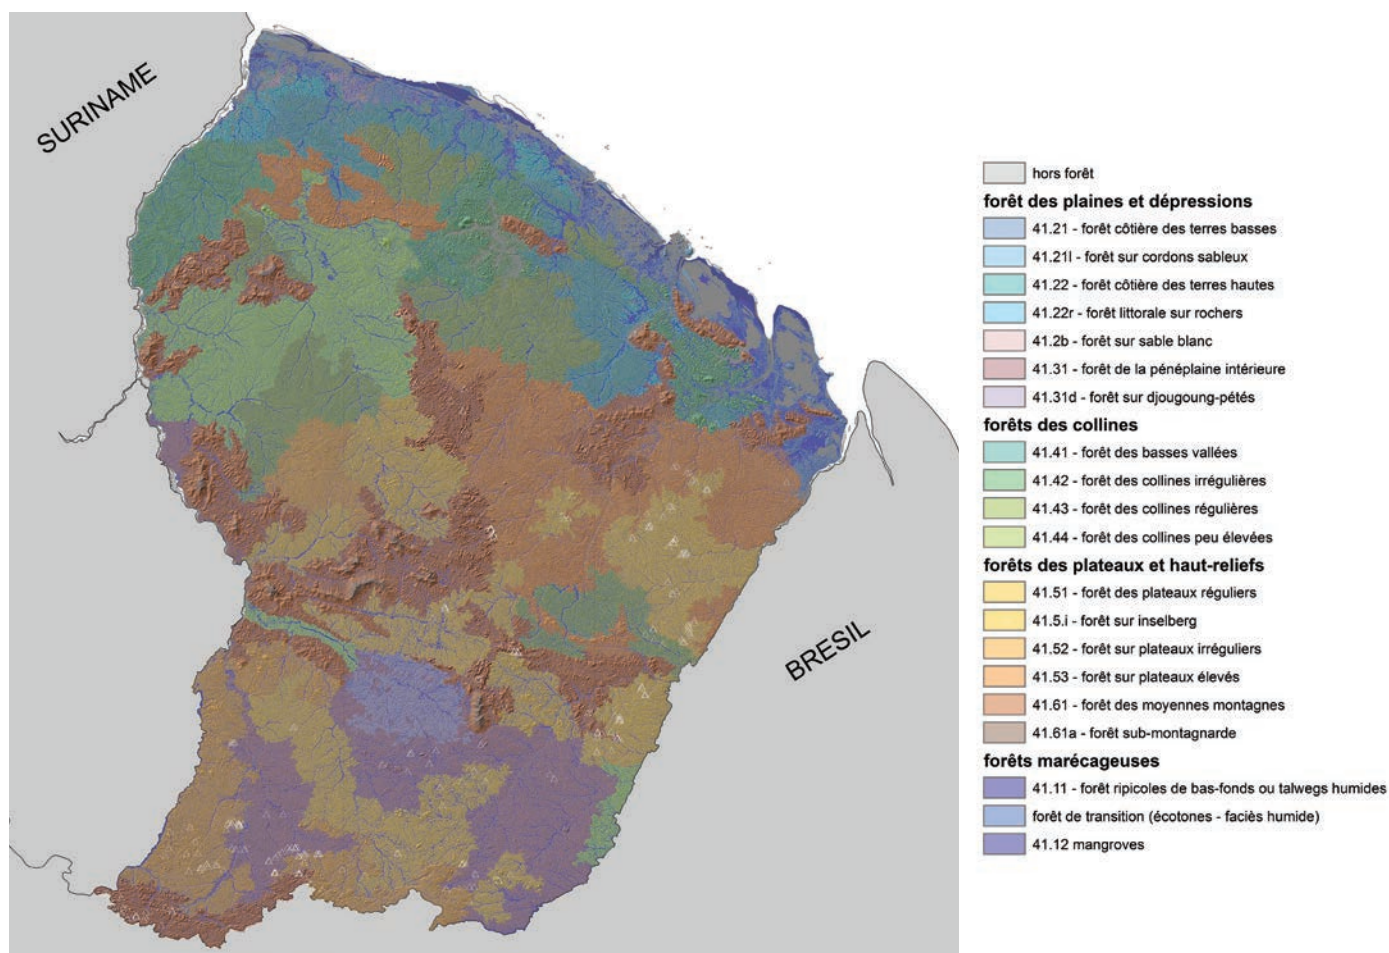 SURINAME
BRESIL
hors forêt
forêt des plaines et dépressions
41.21 - forêt côtière des terres basses
41.21l - forêt sur cordons sableux
41.22 - forêt côtière des terres hautes
41.22r - forêt littorale sur rochers
41.2b - forêt sur sable blanc
41.31 - forêt de la pénéplaine intérieure
41.31d - forêt sur djougoung-pétés
forêts des collines
41.41 - forêt des basses vallées
41.42 - forêt des collines irrégulières
41.43 - forêt des collines régulières
41.44 - forêt des collines peu élevées
forêts des plateaux et haut-reliefs
41.51 - forêt des plateaux réguliers
41.5.i - forêt sur inselberg
41.52 - forêt sur plateaux irréguliers
41.53 - forêt sur plateaux élevés
41.61 - forêt des moyennes montagnes
41.61a - forêt sub-montagnarde
forêts marécageuses
41.11 - forêt ripicoles de bas-fonds ou talwegs humides
forêt de transition (écotones - faciès humide)
41.12 mangroves